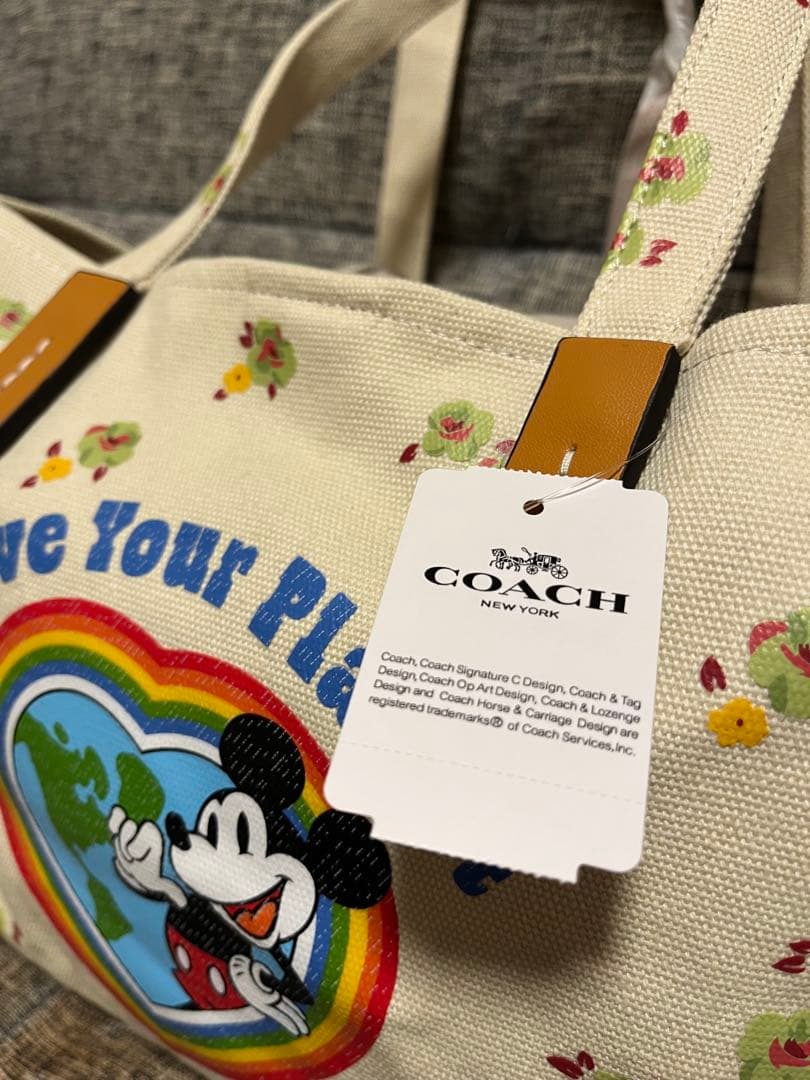 ve Your Pla
COACH
NEW YORK
Coach, Coach Signature C Design, Coach & Tag
Design, Coach Op Art Design, Coach & Lozenge
Design and Coach Horse & Carriage Design are
registered trademarks® of Coach Services, Inc.